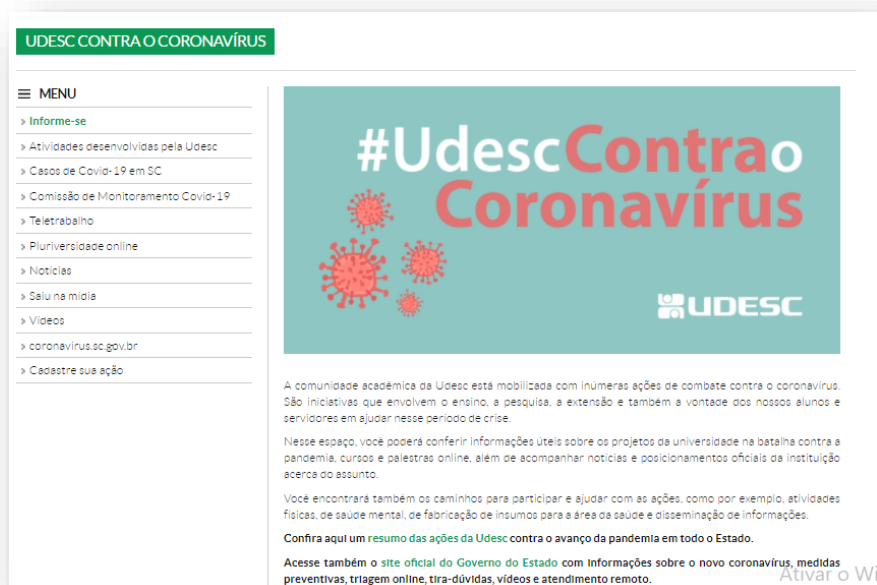 UDESC CONTRA O CORONAVÍRUS
MENU
Informe-se
Atividades desenvolvidas pela Udesc
Casos de Covid-19 em SC
Comissão de Monitoramento Covid-19
Teletrabalho
Pluriversidade online
Notícias
Saiu na mídia
Vídeos
coronavirus.sc.gov.br
Cadastre sua ação
#UdescContrao
Coronavírus
UDESC
A comunidade acadêmica da Udesc está mobilizada com inúmeras ações de combate contra o coronavírus.
São iniciativas que envolvem o ensino, a pesquisa, a extensão e também a vontade dos nossos alunos e
servidores em ajudar nesse período de crise.
Nesse espaço, você poderá conferir informações úteis sobre os projetos da universidade na batalha contra a
pandemia, cursos e palestras online, além de acompanhar notícias e posicionamentos oficiais da instituição
acerca do assunto.
Você encontrará também os caminhos para participar e ajudar com as ações, como por exemplo, atividades
físicas, de saúde mental, de fabricação de insumos para a área da saúde e disseminação de informações.
Confira aqui um resumo das ações da Udesc contra o avanço da pandemia em todo o Estado.
Acesse também o site oficial do Governo do Estado com informações sobre o novo coronavírus, medidas
preventivas, triagem online, tira-dúvidas, vídeos e atendimento remoto.
Ativar o Wi